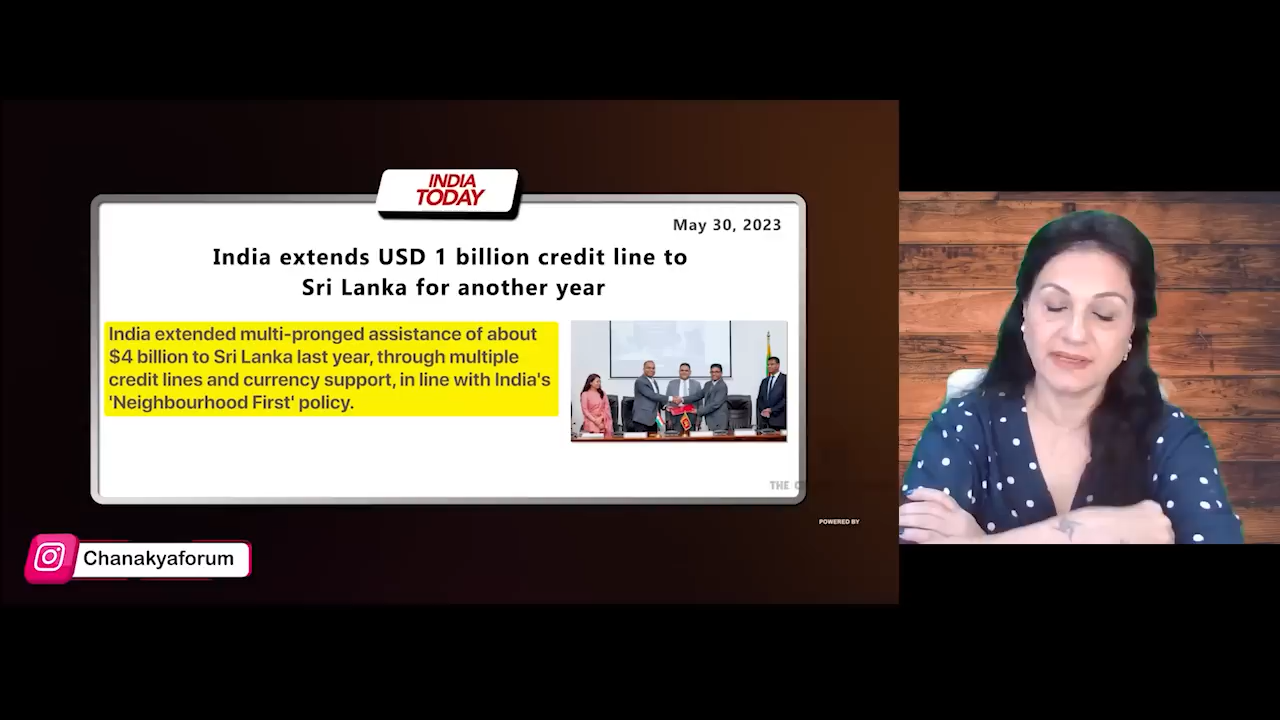 INDIA
TODAY
May 30, 2023
India extends USD 1 billion credit line to
Sri Lanka for another year
India extended multi-pronged assistance of about
$4 billion to Sri Lanka last year, through multiple
credit lines and currency support, in line with India's
'Neighbourhood First' policy.
THE
POWERED BY
Chanakyaforum